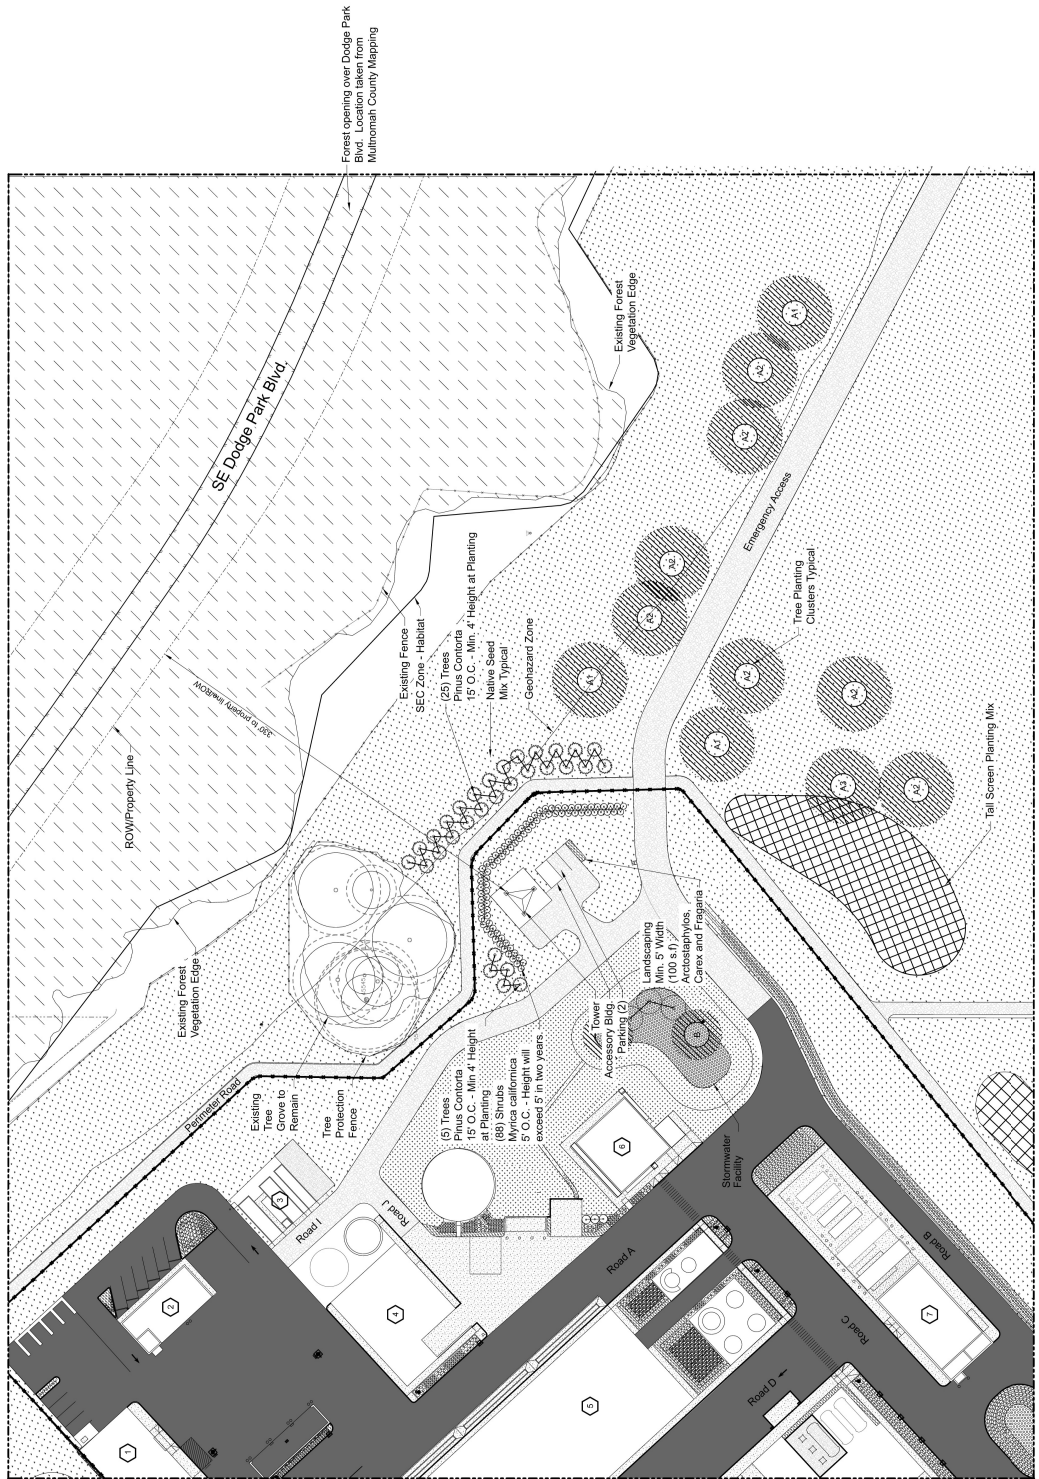 Forest opening over Dodge Park
Blvd. Location taken from
Multnomah County Mapping
SE Dodge Park Blvd.
ROW/Property Line
330' to property line/ROW
Existing Forest
Vegetation Edge
Existing Forest
Vegetation Edge
Existing Fence
SEC Zone - Habitat
(25) Trees
Pinus Contorta
15' O.C. - Min. 4' Height at Planting
Native Seed
Mix Typical
Geohazard Zone
Emergency Access
Tree Planting
Clusters Typical
Tall Screen Planting Mix
A1
A2
A2
A2
A2
A1
A2
A1
A2
A3
A2
Perimeter Road
Existing
Tree
Grove to
Remain
Tree
Protection
Fence
(5) Trees
Pinus Contorta
15' O.C. - Min 4' Height
at Planting
(88) Shrubs
Myrica californica
5' O.C. - Height will
exceed 5' in two years
Tower
Accessory Bldg.
Parking (2)
Landscaping
Min. 5' Width
(100 s.f)
Arctostaphylos,
Carex and Fragaria
B
Stormwater
Facility
Road I
Road J
Road A
Road B
Road C
Road D
1
2
3
4
5
6
7